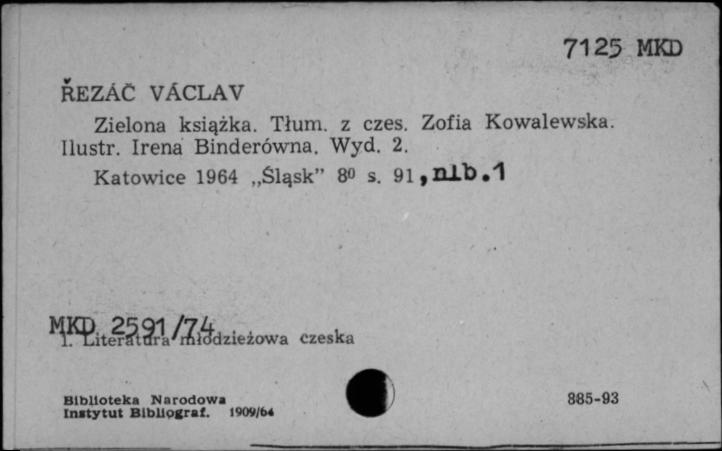 7125 MKD
ŘEZÁČ VÁCLAV
Zielona książka. Tłum. z czes. Zofia Kowalewska.
Ilustr. Irena Binderówna. Wyd. 2.
Katowice 1964 „Śląsk” 8⁰ s. 91, nlb.1
MKD 2591/74
1. Literatura młodzieżowa czeska
Biblioteka Narodowa
Instytut Bibliograf. 1909/64
885-93